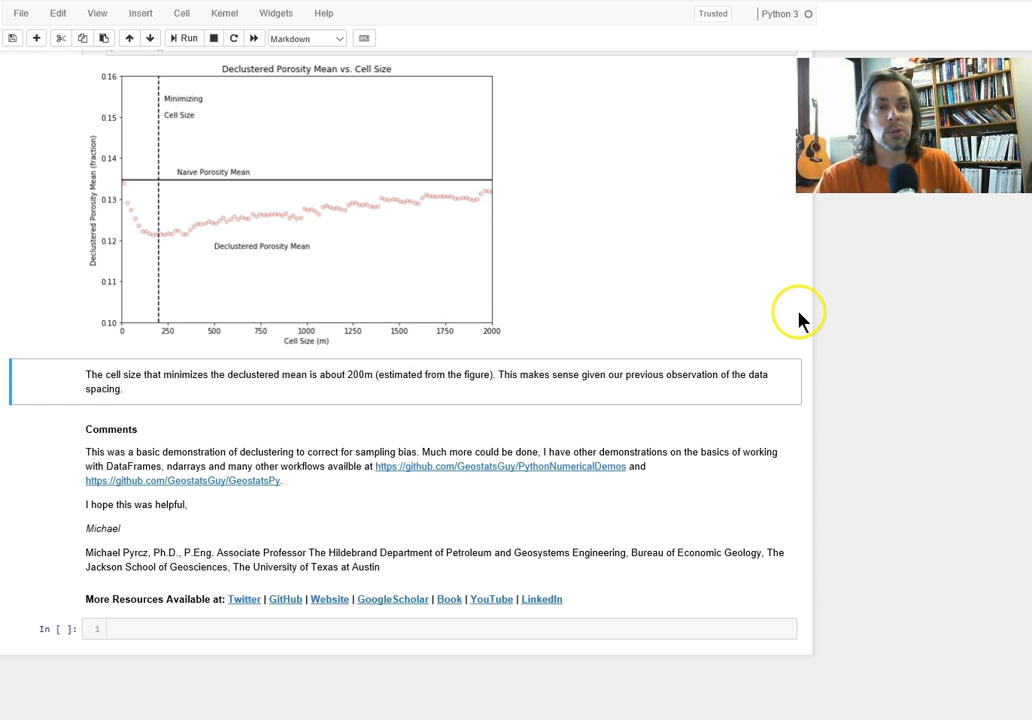 File Edit View Insert Cell Kernel Widgets Help Trusted Python 3
Run Markdown
Declustered Porosity Mean vs. Cell Size
0.16
Minimizing
Cell Size
0.15
0.14
Naive Porosity Mean
0.13
0.12
Declustered Porosity Mean
0.11
0.10
Declustered Porosity Mean (fraction)
0 250 500 750 1000 1250 1500 1750 2000
Cell Size (m)
The cell size that minimizes the declustered mean is about 200m (estimated from the figure). This makes sense given our previous observation of the data
spacing.
Comments
This was a basic demonstration of declustering to correct for sampling bias. Much more could be done, I have other demonstrations on the basics of working
with DataFrames, ndarrays and many other workflows availble at https://github.com/GeostatsGuy/PythonNumericalDemos and
https://github.com/GeostatsGuy/GeostatsPy.
I hope this was helpful,
Michael
Michael Pyrcz, Ph.D., P.Eng. Associate Professor The Hildebrand Department of Petroleum and Geosystems Engineering, Bureau of Economic Geology, The
Jackson School of Geosciences, The University of Texas at Austin
More Resources Available at: Twitter | GitHub | Website | GoogleScholar | Book | YouTube | LinkedIn
In [ ]: 1